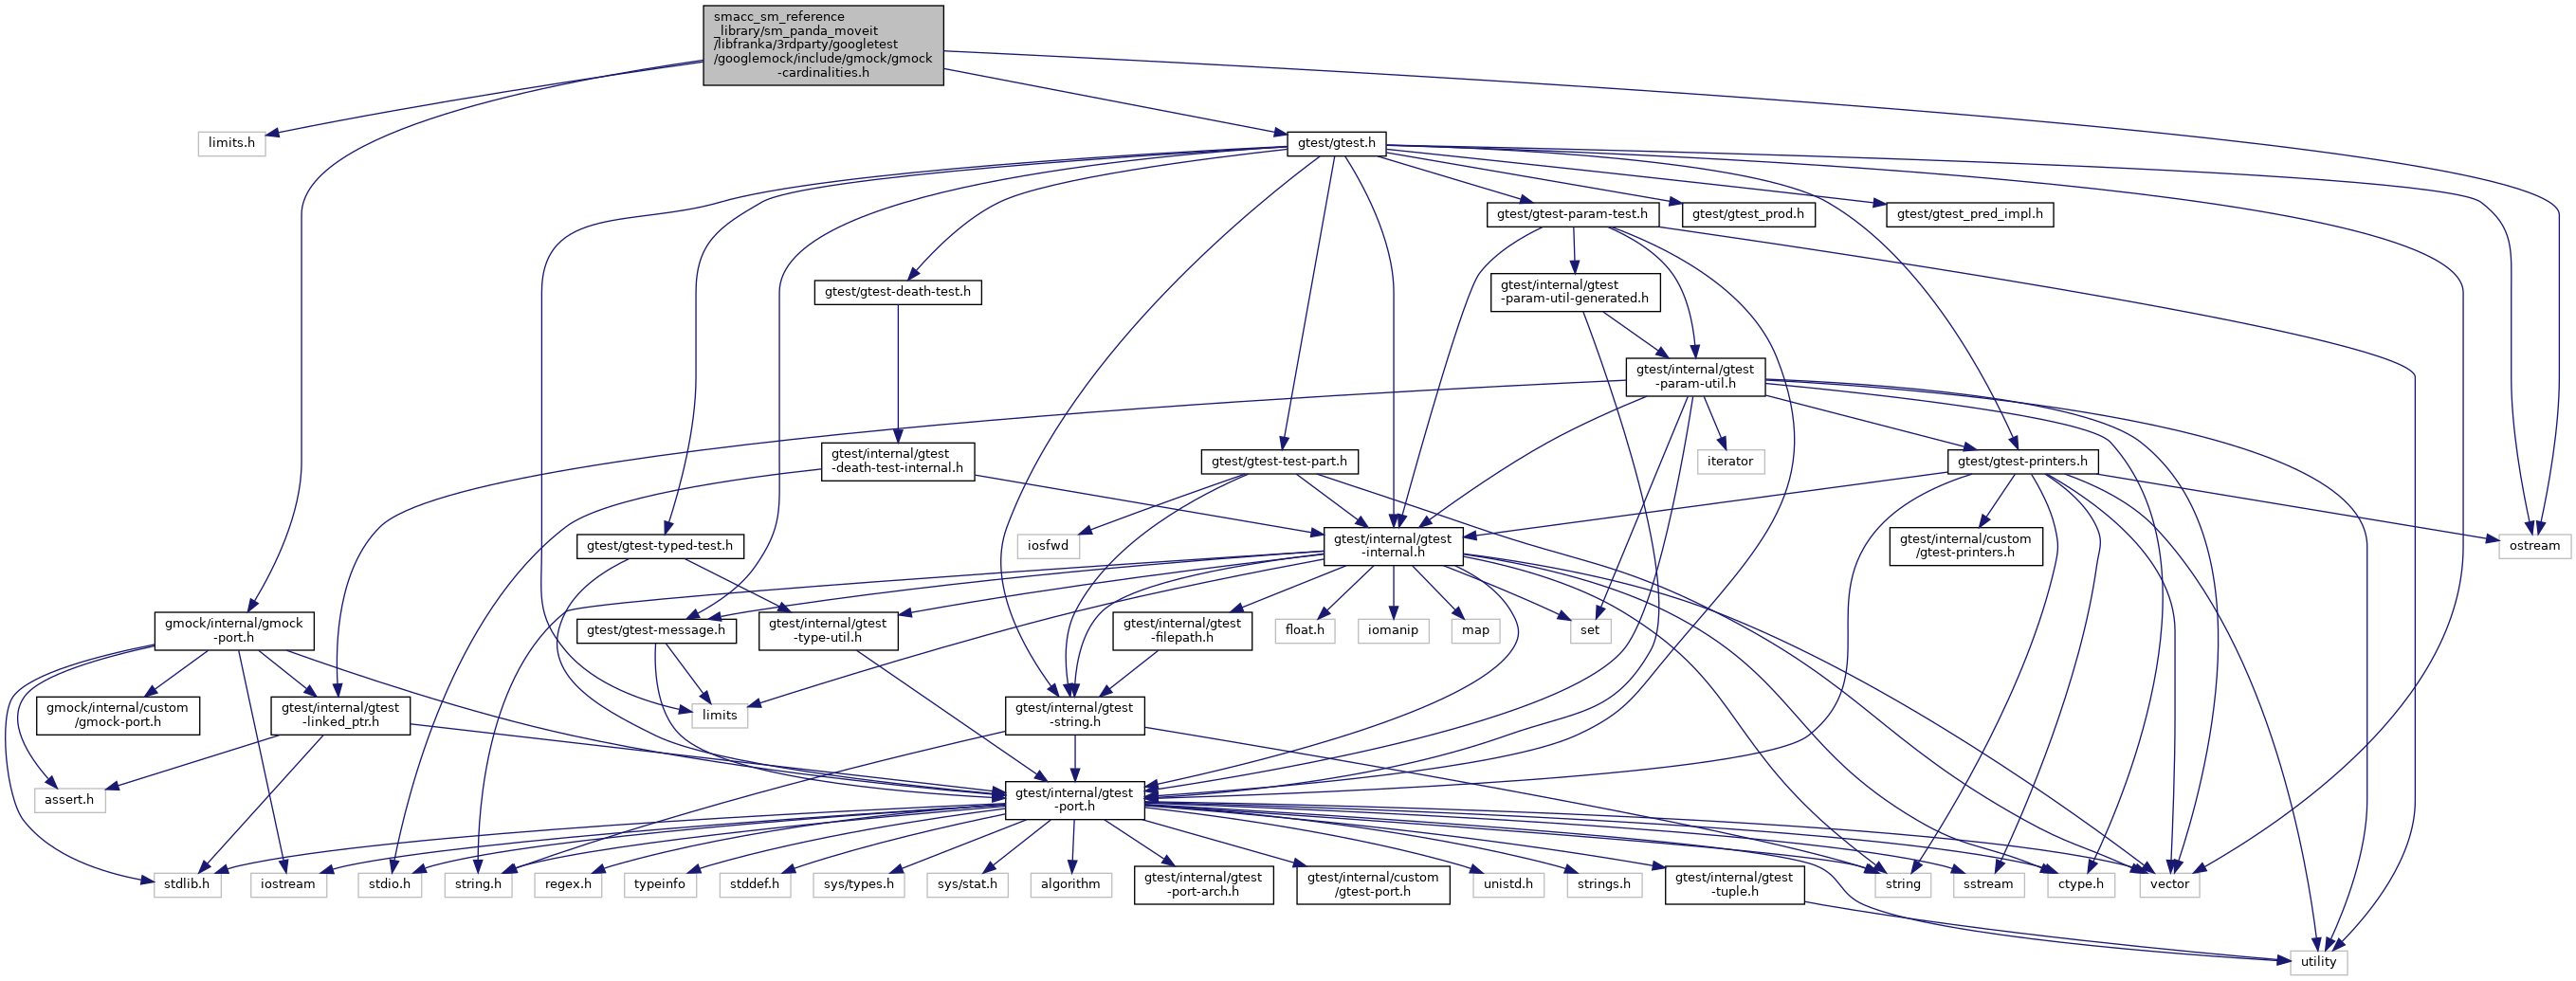 smacc_sm_reference
_library/sm_panda_moveit
/libfranka/3rdparty/googletest
/googlemock/include/gmock/gmock
-cardinalities.h
limits.h
gtest/gtest.h
gtest/gtest-param-test.h
gtest/gtest_prod.h
gtest/gtest_pred_impl.h
gtest/gtest-death-test.h
gtest/internal/gtest
-param-util-generated.h
gtest/internal/gtest
-param-util.h
gtest/internal/gtest
-death-test-internal.h
gtest/gtest-test-part.h
iterator
gtest/gtest-printers.h
gtest/gtest-typed-test.h
iosfwd
gtest/internal/gtest
-internal.h
gtest/internal/custom
/gtest-printers.h
ostream
gmock/internal/gmock
-port.h
gtest/gtest-message.h
gtest/internal/gtest
-type-util.h
gtest/internal/gtest
-filepath.h
float.h
iomanip
map
set
gmock/internal/custom
/gmock-port.h
gtest/internal/gtest
-linked_ptr.h
limits
gtest/internal/gtest
-string.h
assert.h
gtest/internal/gtest
-port.h
stdlib.h
iostream
stdio.h
string.h
regex.h
typeinfo
stddef.h
sys/types.h
sys/stat.h
algorithm
gtest/internal/gtest
-port-arch.h
gtest/internal/custom
/gtest-port.h
unistd.h
strings.h
gtest/internal/gtest
-tuple.h
string
sstream
ctype.h
vector
utility